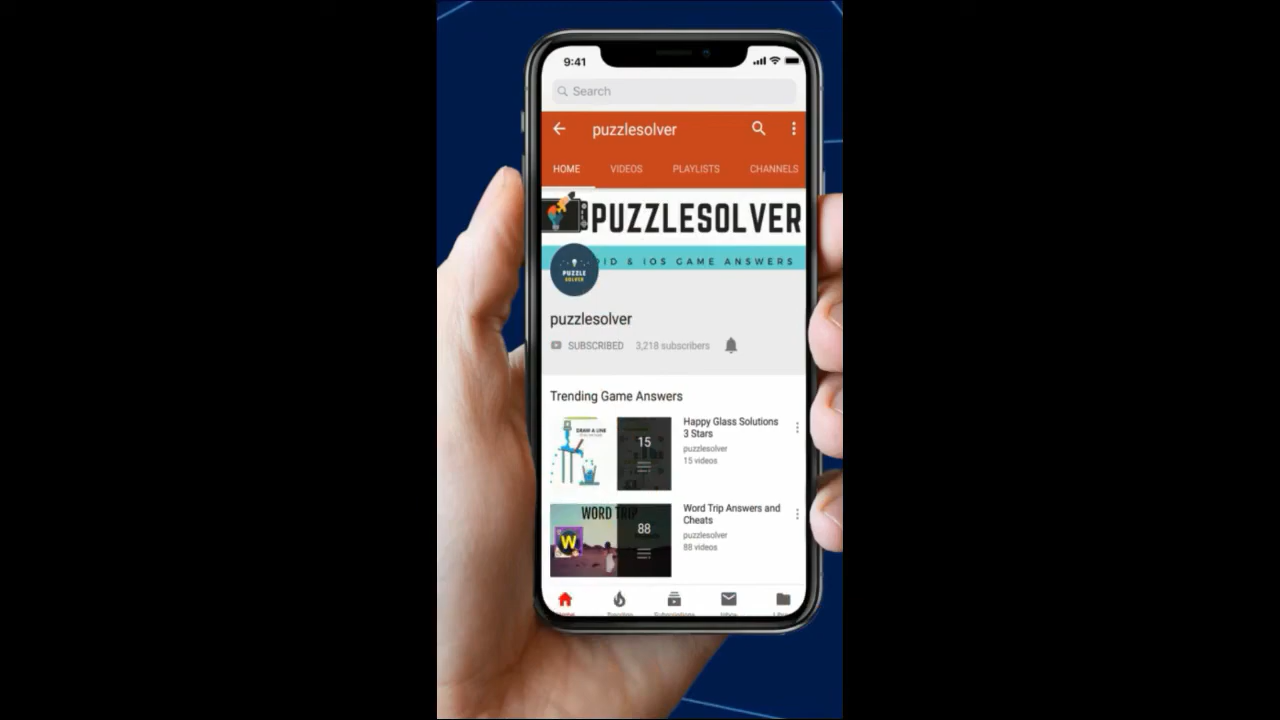 9:41
Search
puzzlesolver
HOME VIDEOS PLAYLISTS CHANNELS
PUZZLESOLVER
OID & IOS GAME ANSWERS
PUZZLE
SOLVER
puzzlesolver
SUBSCRIBED 3,218 subscribers
Trending Game Answers
DRAW A LINE
15
Happy Glass Solutions
3 Stars
puzzlesolver
15 videos
WORD TRIP
W
88
Word Trip Answers and
Cheats
puzzlesolver
88 videos